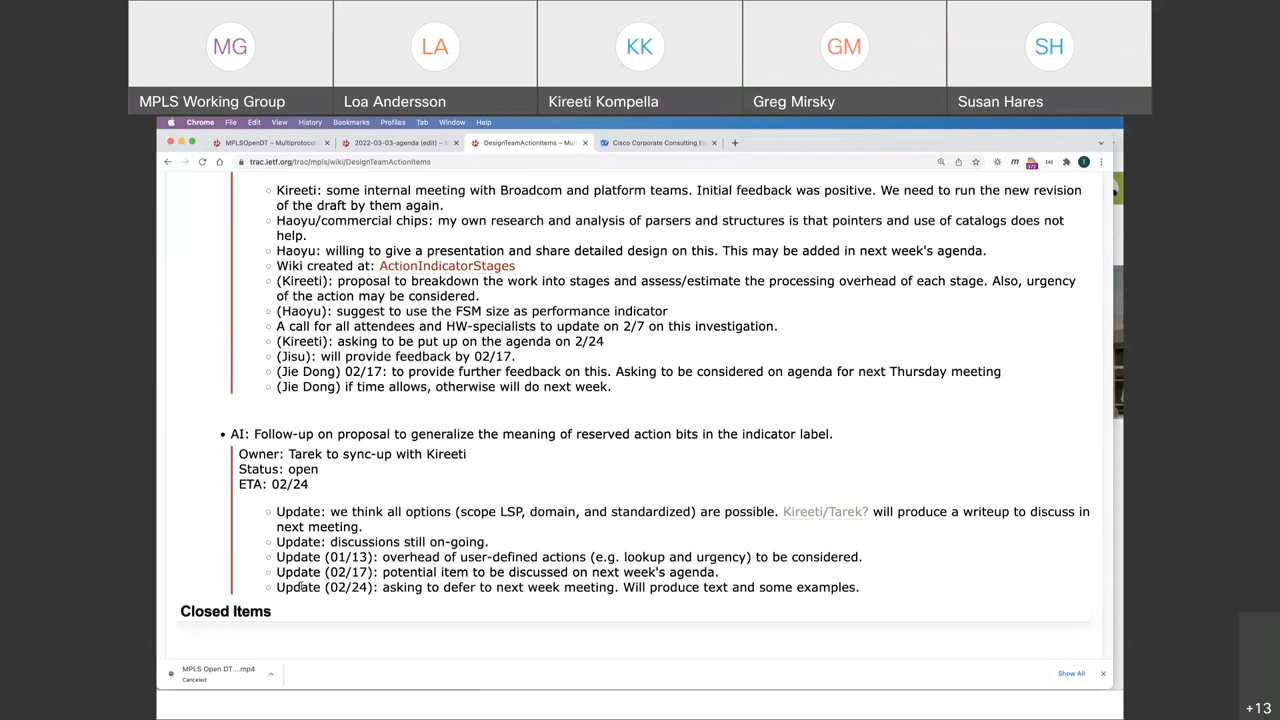 MG
LA
KK
GM
SH
MPLS Working Group
Loa Andersson
Kireeti Kompella
Greg Mirsky
Susan Hares
Chrome File Edit View History Bookmarks Profiles Tab Window Help
MPLSOpenDT – Multiprotocol
2022-03-03-agenda (edit) – M
DesignTeamActionItems – Mul
Cisco Corporate Consulting En
trac.ietf.org/trac/mpls/wiki/DesignTeamActionItems
Kireeti: some internal meeting with Broadcom and platform teams. Initial feedback was positive. We need to run the new revision
of the draft by them again.
Haoyu/commercial chips: my own research and analysis of parsers and structures is that pointers and use of catalogs does not
help.
Haoyu: willing to give a presentation and share detailed design on this. This may be added in next week's agenda.
Wiki created at: ActionIndicatorStages
(Kireeti): proposal to breakdown the work into stages and assess/estimate the processing overhead of each stage. Also, urgency
of the action may be considered.
(Haoyu): suggest to use the FSM size as performance indicator
A call for all attendees and HW-specialists to update on 2/7 on this investigation.
(Kireeti): asking to be put up on the agenda on 2/24
(Jisu): will provide feedback by 02/17.
(Jie Dong) 02/17: to provide further feedback on this. Asking to be considered on agenda for next Thursday meeting
(Jie Dong) if time allows, otherwise will do next week.
• AI: Follow-up on proposal to generalize the meaning of reserved action bits in the indicator label.
Owner: Tarek to sync-up with Kireeti
Status: open
ETA: 02/24
Update: we think all options (scope LSP, domain, and standardized) are possible. Kireeti/Tarek? will produce a writeup to discuss in
next meeting.
Update: discussions still on-going.
Update (01/13): overhead of user-defined actions (e.g. lookup and urgency) to be considered.
Update (02/17): potential item to be discussed on next week's agenda.
Update (02/24): asking to defer to next week meeting. Will produce text and some examples.
Closed Items
MPLS Open DT....mp4
Canceled
Show All
+13